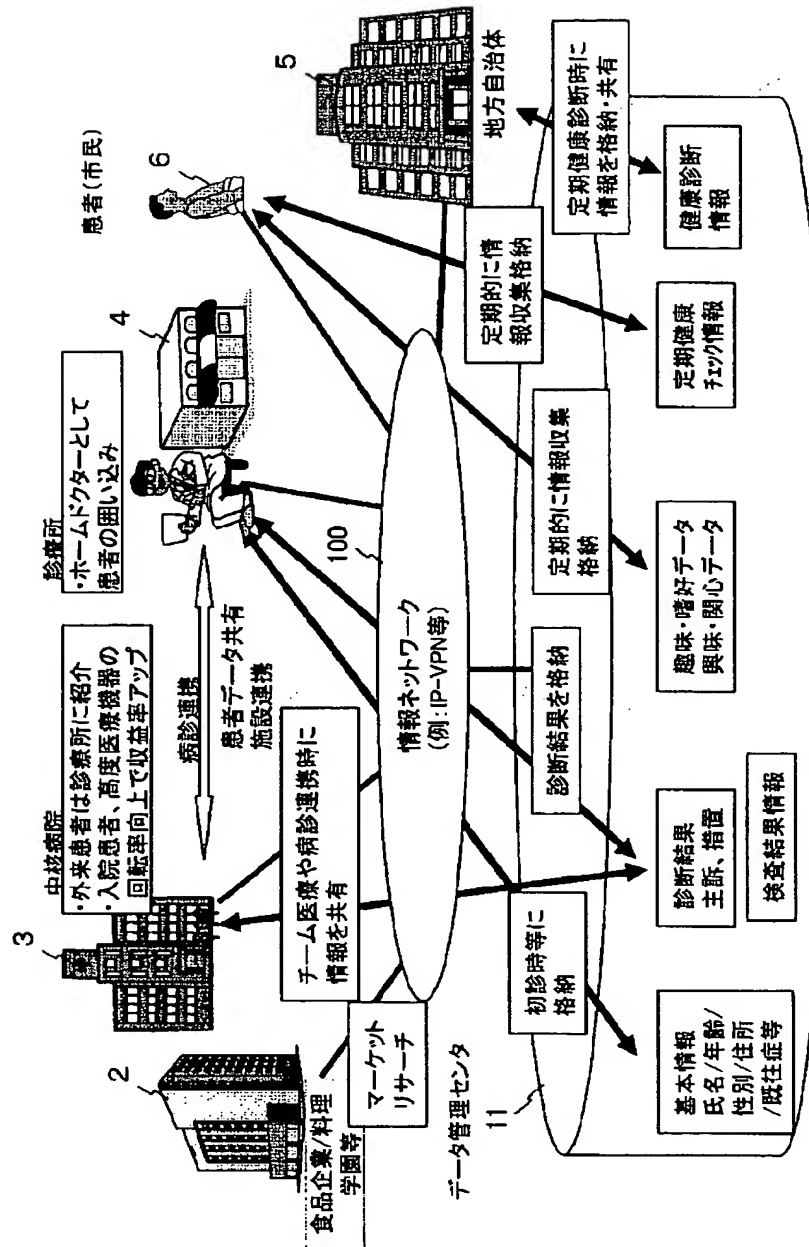 診療所
・ホームドクターとして
患者の囲い込み
中核病院
・外来患者は診療所に紹介
・入院患者、高度医療機器の
回転率向上で収益率アップ
患者(市民)
6
5
4
3
2
地方自治体
病診連携
患者データ共有
施設連携
食品企業/料理
学園等
マーケット
リサーチ
チーム医療や病診連携時に
情報を共有
100
情報ネットワーク
(例:IP-VPN等)
データ管理センタ
11
初診時等に
格納
診断結果を格納
定期的に情報収集
格納
定期的に情
報収集格納
定期健康診断時に
情報を格納・共有
基本情報
氏名/年齢/
性別/住所
/既往症等
診断結果
主訴、措置
検査結果情報
趣味・嗜好データ
興味・関心データ
定期健康
チェック情報
健康診断
情報